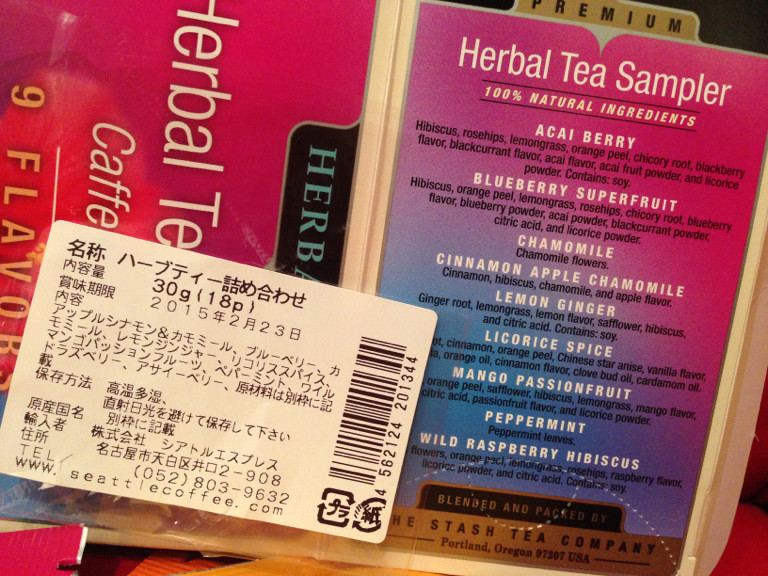 PREMIUM
Herbal Tea Sampler
100% NATURAL INGREDIENTS
ACAI BERRY
Hibiscus, rosehips, lemongrass, orange peel, chicory root, blackberry
flavor, blackcurrant flavor, acai flavor, acai fruit powder, and licorice
powder. Contains: soy.
BLUEBERRY SUPERFRUIT
Hibiscus, orange peel, lemongrass, rosehips, chicory root, blueberry
flavor, blueberry powder, acai powder, blackcurrant powder,
citric acid, and licorice powder.
CHAMOMILE
Chamomile flowers.
CINNAMON APPLE CHAMOMILE
Cinnamon, hibiscus, chamomile, and apple flavor.
LEMON GINGER
Ginger root, lemongrass, lemon flavor, safflower, hibiscus,
and citric acid. Contains: soy.
LICORICE SPICE
cinnamon, orange peel, Chinese star anise, vanilla flavor,
orange oil, cinnamon flavor, clove bud oil, cardamom oil.
MANGO PASSIONFRUIT
orange peel, safflower, hibiscus, lemongrass, mango flavor,
citric acid, passionfruit flavor, and licorice powder.
PEPPERMINT
Peppermint leaves.
WILD RASPBERRY HIBISCUS
flowers, orange peel, lemongrass, rosehips, raspberry flavor,
licorice powder, and citric acid. Contains: soy.
BLENDED AND PACKED BY
THE STASH TEA COMPANY
Portland, Oregon 97207 USA
Herbal Te
Caffe
9 FLAVORS
HERBA
名称 ハーブティー詰め合わせ
内容量 30g(18p)
賞味期限 2015年2月23日
内容
アップルシナモン&カモミール、ブルーベリー、カ
モミール、レモンジンジャー、リコリススパイス、
マンゴパッションフルーツ、ペパーミント、ワイル
ドラズベリー、アサイーベリー、原材料は別枠に記
載
保存方法 高温多湿、
直射日光を避けて保存して下さい
原産国名 別枠に記載
輸入者 株式会社 シアトルエスプレス
住所 名古屋市天白区井口2-908
TEL (052)803-9632
www.seattlecoffee.com
4 562124 201344
プラ 紙